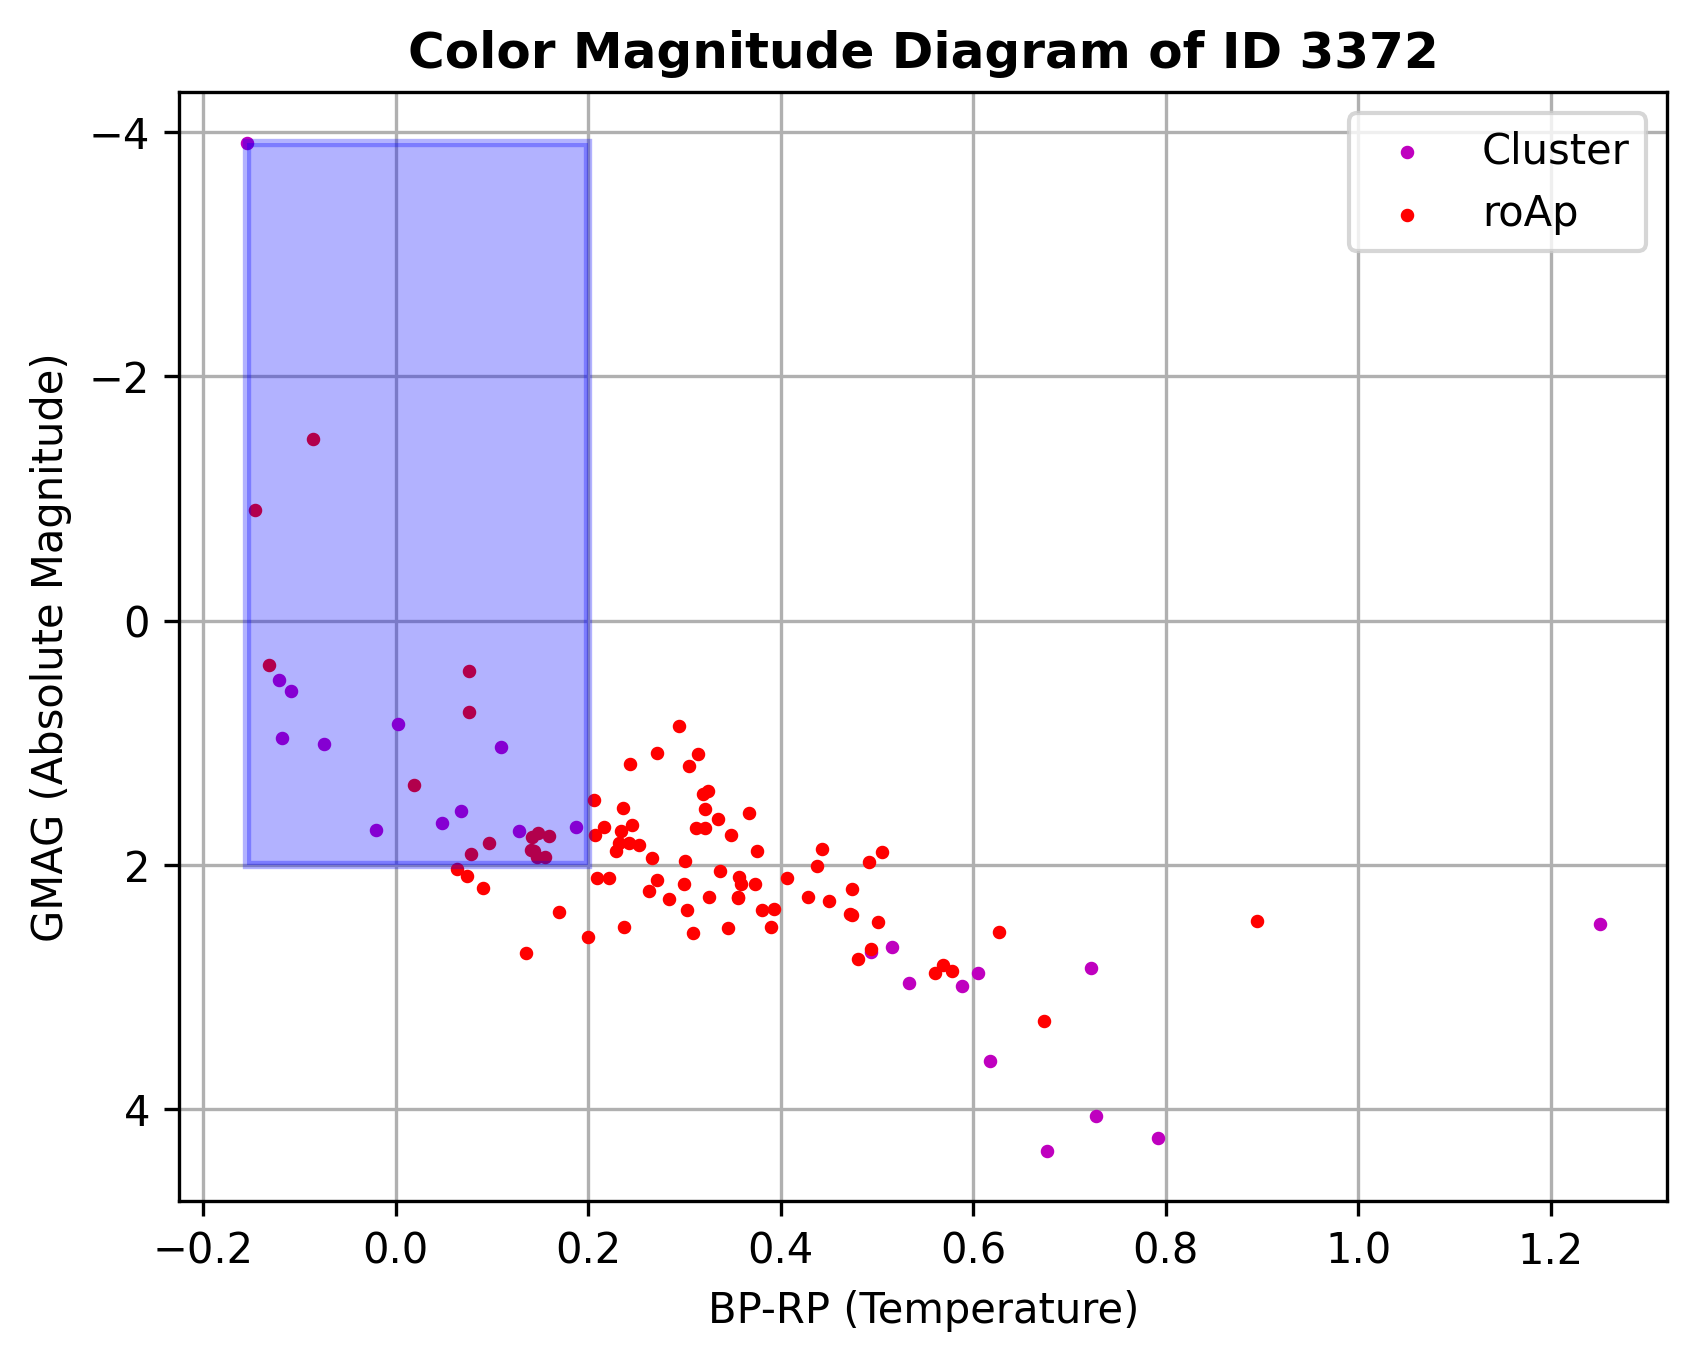 Color Magnitude Diagram of ID 3372
Cluster
roAp
GMAG (Absolute Magnitude)
−4
−2
0
2
4
−0.2 0.0 0.2 0.4 0.6 0.8 1.0 1.2
BP-RP (Temperature)